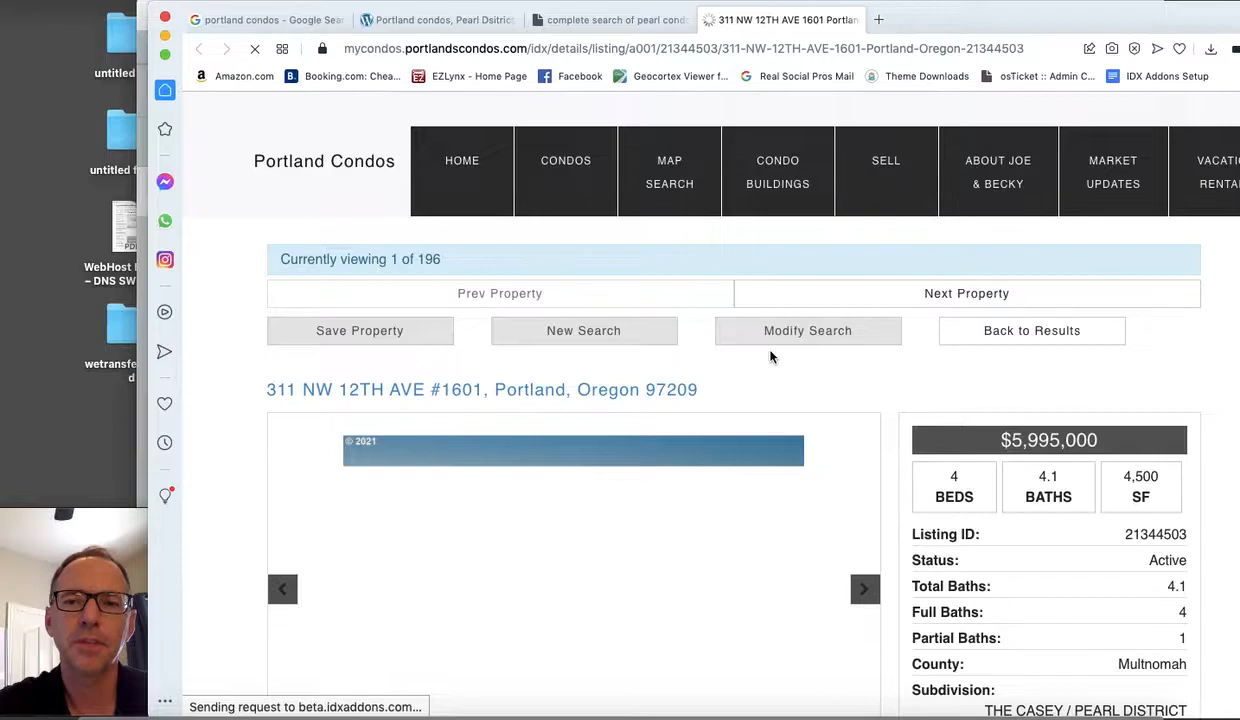 portland condos - Google Sea
Portland condos, Pearl Dsitric
complete search of pearl cond
311 NW 12TH AVE 1601 Portlan
mycondos.portlandscondos.com/idx/details/listing/a001/21344503/311-NW-12TH-AVE-1601-Portland-Oregon-21344503
Amazon.com
Booking.com: Chea...
EZLynx - Home Page
Facebook
Geocortex Viewer f...
Real Social Pros Mail
Theme Downloads
osTicket :: Admin C...
IDX Addons Setup
untitled
untitled f
PDF
WebHost
– DNS SW
wetransfe
d
Portland Condos
HOME
CONDOS
MAP
SEARCH
CONDO
BUILDINGS
SELL
ABOUT JOE
& BECKY
MARKET
UPDATES
VACATI
RENTA
Currently viewing 1 of 196
Prev Property
Next Property
Save Property
New Search
Modify Search
Back to Results
311 NW 12TH AVE #1601, Portland, Oregon 97209
© 2021
$5,995,000
4
BEDS
4.1
BATHS
4,500
SF
Listing ID: 21344503
Status: Active
Total Baths: 4.1
Full Baths: 4
Partial Baths: 1
County: Multnomah
Subdivision:
THE CASEY / PEARL DISTRICT
Sending request to beta.idxaddons.com...